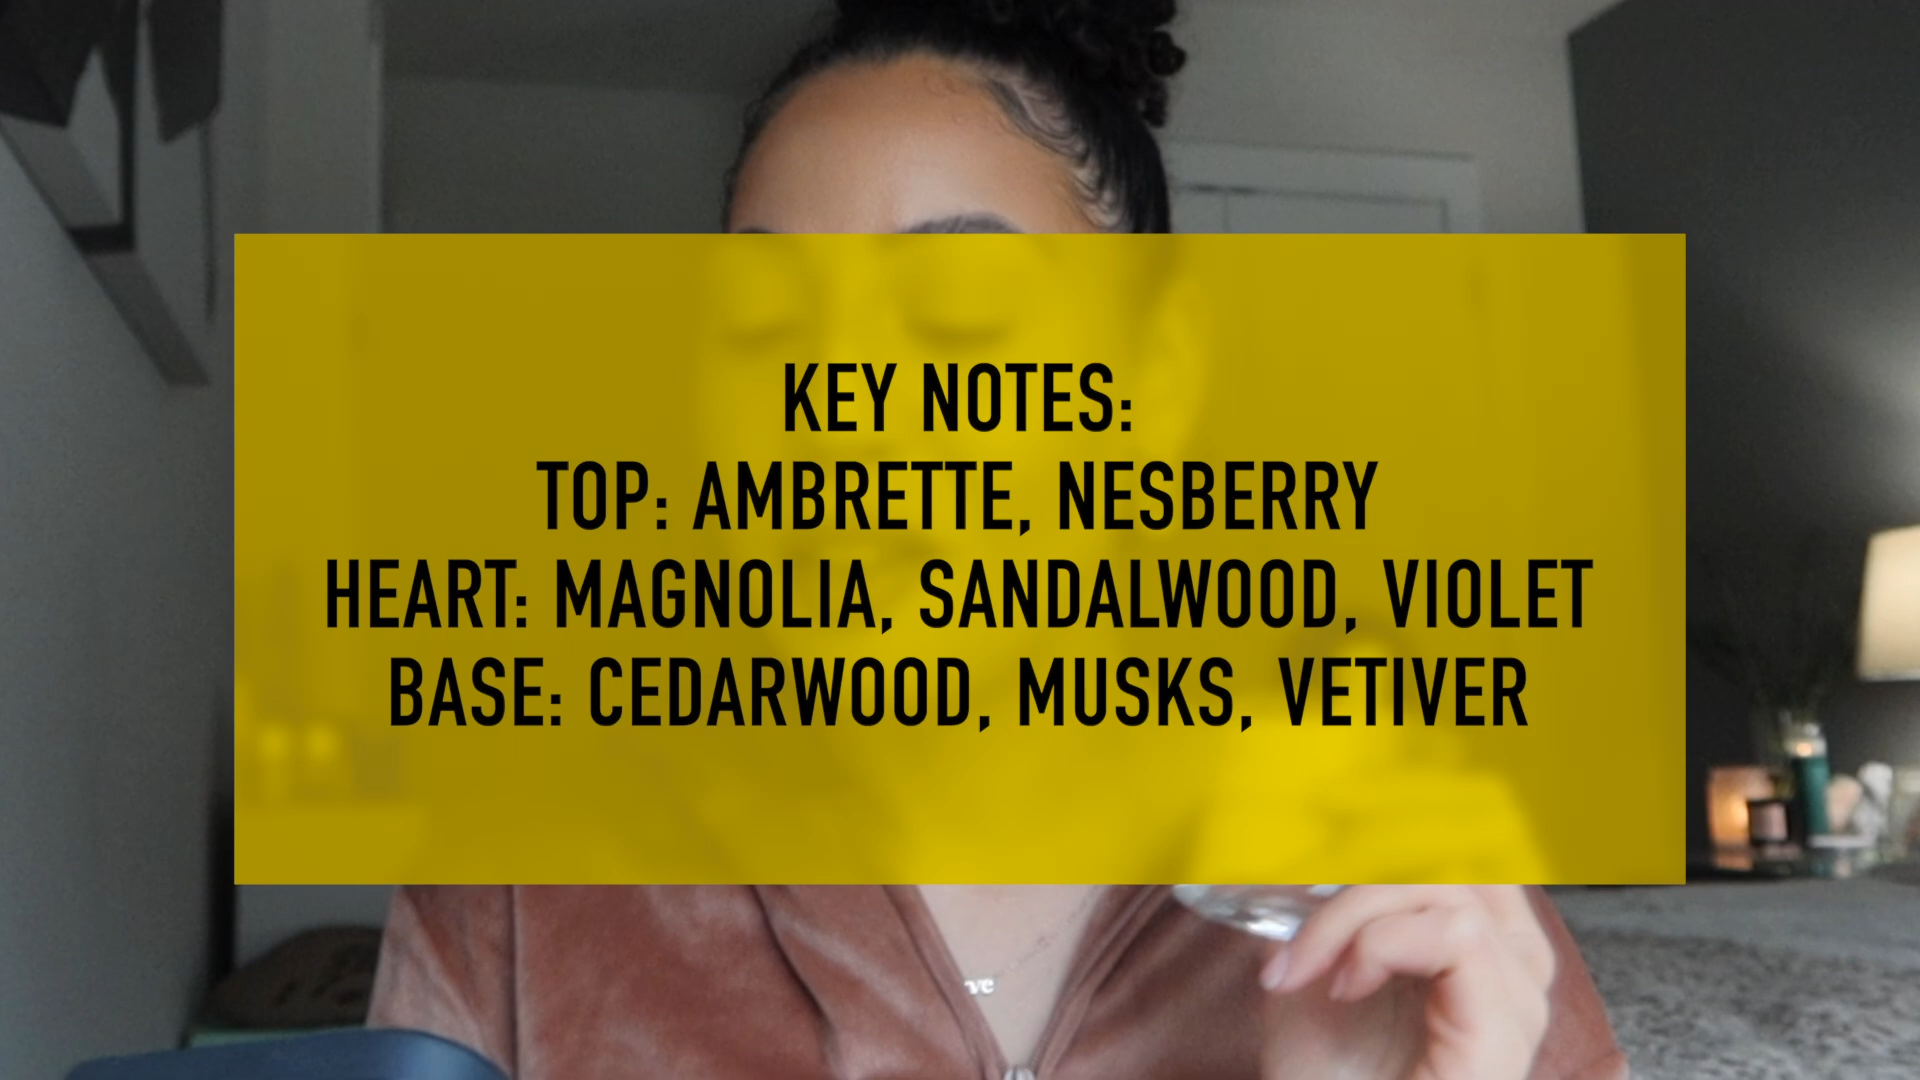 KEY NOTES:
TOP: AMBRETTE, NESBERRY
HEART: MAGNOLIA, SANDALWOOD, VIOLET
BASE: CEDARWOOD, MUSKS, VETIVER